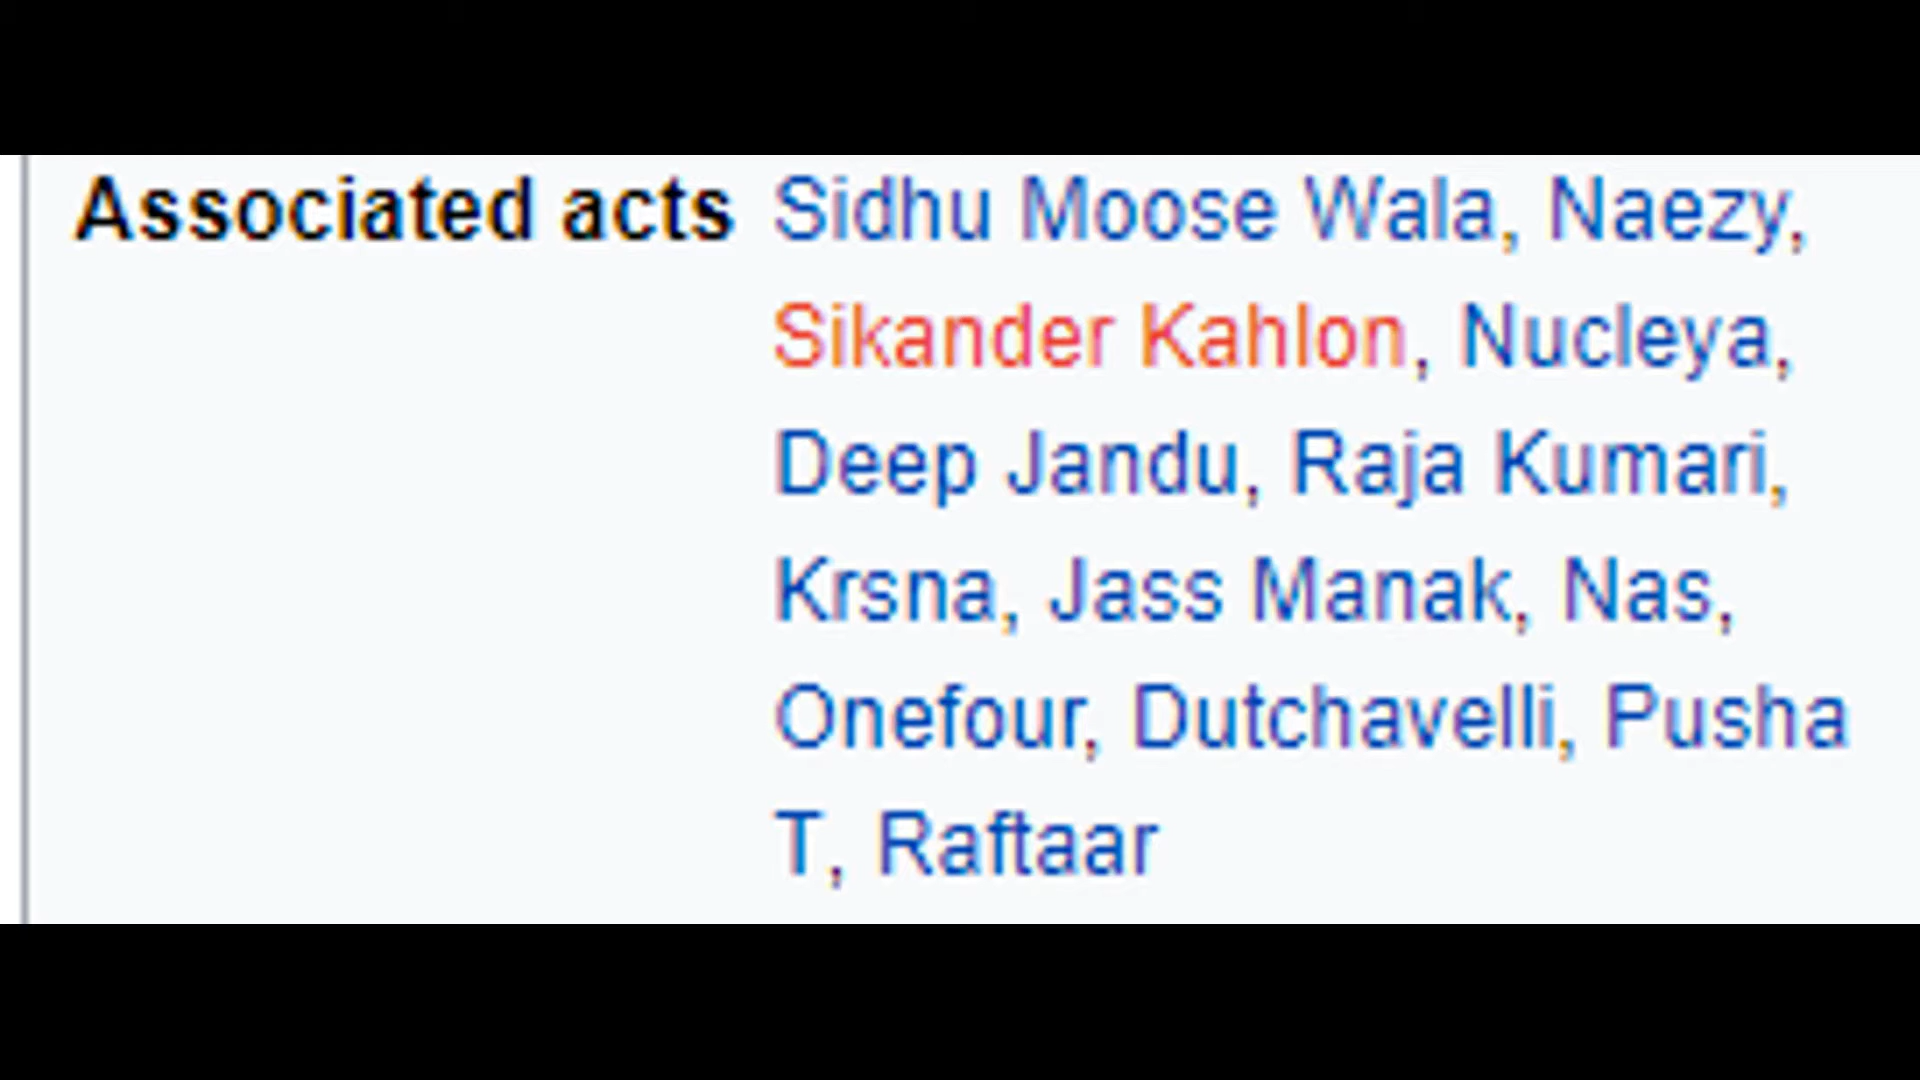 Associated acts Sidhu Moose Wala, Naezy,
Sikander Kahlon, Nucleya,
Deep Jandu, Raja Kumari,
Krsna, Jass Manak, Nas,
Onefour, Dutchavelli, Pusha
T, Raftaar